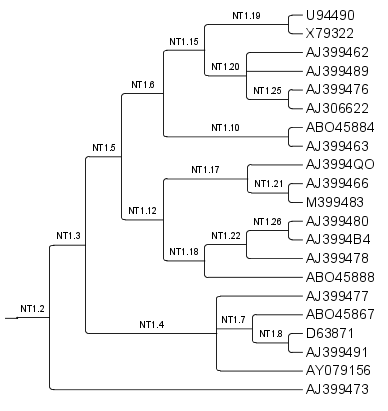 U94490
NT1.19
X79322
NT1.15
AJ399462
NT1.20
AJ399489
NT1.6
NT1.25
AJ399476
AJ306622
NT1.10
ABO45884
AJ399463
NT1.5
AJ3994QO
NT1.17
NT1.21
AJ399466
M399483
NT1.12
NT1.26
AJ399480
NT1.22
AJ3994B4
NT1.3
NT1.18
AJ399478
ABO45888
AJ399477
NT1.2
ABO45867
NT1.7
NT1.4
D63871
NT1.8
AJ399491
AY079156
AJ399473